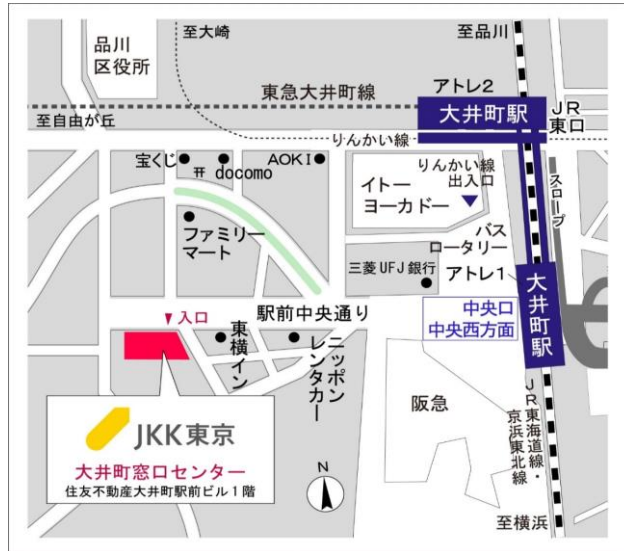 至大崎
至品川
品川
区役所
アトレ2
東急大井町線
大井町駅
JR
東口
至自由が丘
りんかい線
宝くじ
docomo
AOKI
りんかい線
出入口
イトー
ヨーカドー
スロープ
ファミリー
マート
バス
ロータリー
三菱UFJ銀行
アトレ1
大井町駅
駅前中央通り
中央口
中央西方面
入口
東横イン
ニッポン
レンタカー
阪急
JR東海道線・
京浜東北線
JKK東京
大井町窓口センター
住友不動産大井町駅前ビル1階
N
至横浜